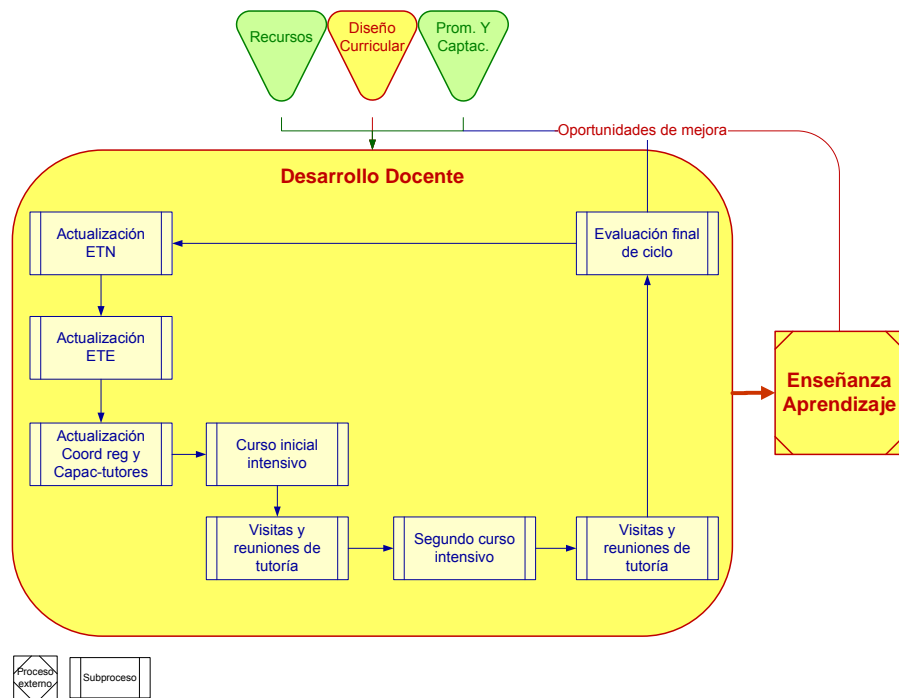 Recursos
Diseño
Curricular
Prom. Y
Captac.
Oportunidades de mejora
Desarrollo Docente
Actualización
ETN
Evaluación final
de ciclo
Actualización
ETE
Enseñanza
Aprendizaje
Actualización
Coord reg y
Capac-tutores
Curso inicial
intensivo
Visitas y
reuniones de
tutoría
Segundo curso
intensivo
Visitas y
reuniones de
tutoría
Proceso
externo
Subproceso